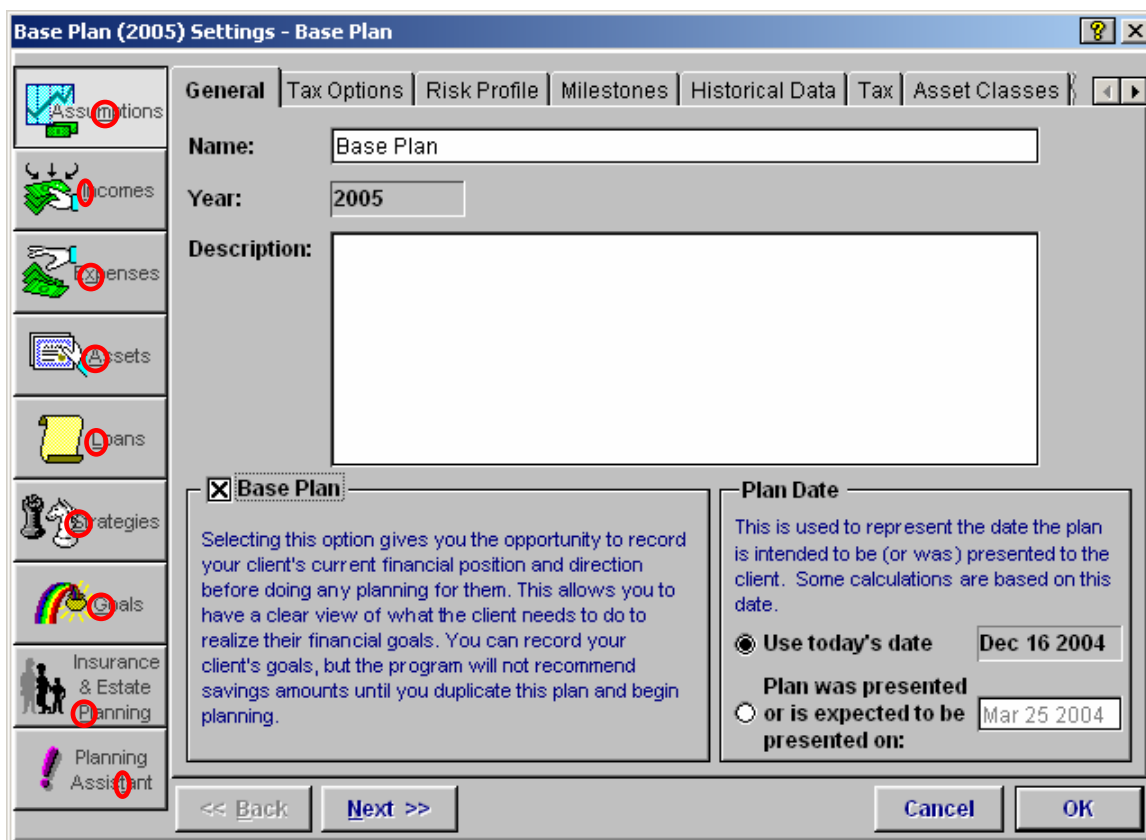 Base Plan (2005) Settings - Base Plan
Assumptions
Incomes
Expenses
Assets
Loans
Strategies
Goals
Insurance
& Estate
Planning
Planning
Assistant
General Tax Options Risk Profile Milestones Historical Data Tax Asset Classes
Name: Base Plan
Year: 2005
Description:
Base Plan
Selecting this option gives you the opportunity to record
your client's current financial position and direction
before doing any planning for them. This allows you to
have a clear view of what the client needs to do to
realize their financial goals. You can record your
client's goals, but the program will not recommend
savings amounts until you duplicate this plan and begin
planning.
Plan Date
This is used to represent the date the plan
is intended to be (or was) presented to the
client. Some calculations are based on this
date.
Use today's date Dec 16 2004
Plan was presented
or is expected to be Mar 25 2004
presented on:
<< Back Next >> Cancel OK